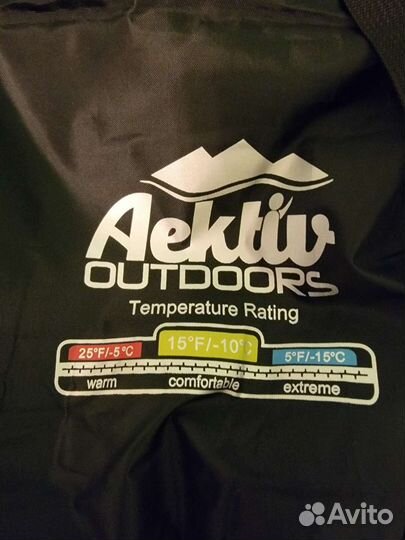 Aektiv
OUTDOORS
Temperature Rating
25°F/-5°C 15°F/-10°C 5°F/-15°C
warm comfortable extreme
Avito